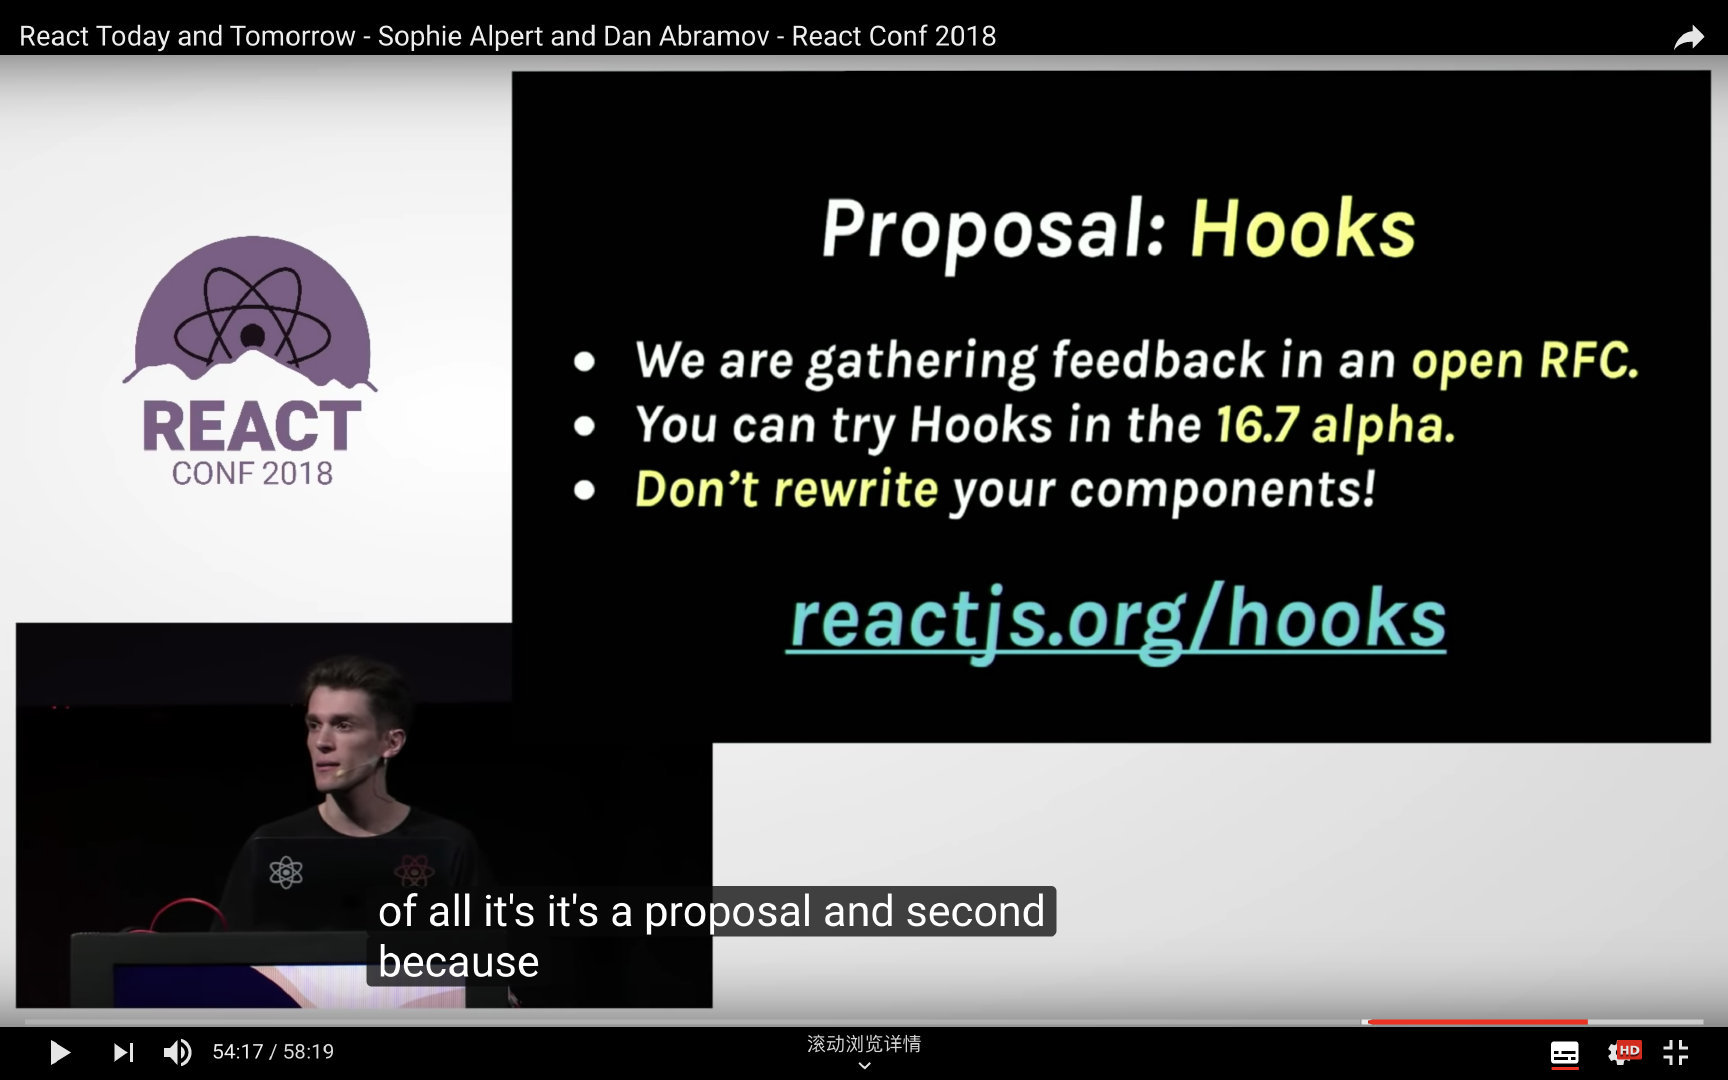 React Today and Tomorrow - Sophie Alpert and Dan Abramov - React Conf 2018
Proposal: Hooks
• We are gathering feedback in an open RFC.
• You can try Hooks in the 16.7 alpha.
• Don't rewrite your components!
reactjs.org/hooks
REACT
CONF 2018
of all it's it's a proposal and second
because
54:17 / 58:19
滚动浏览详情
HD